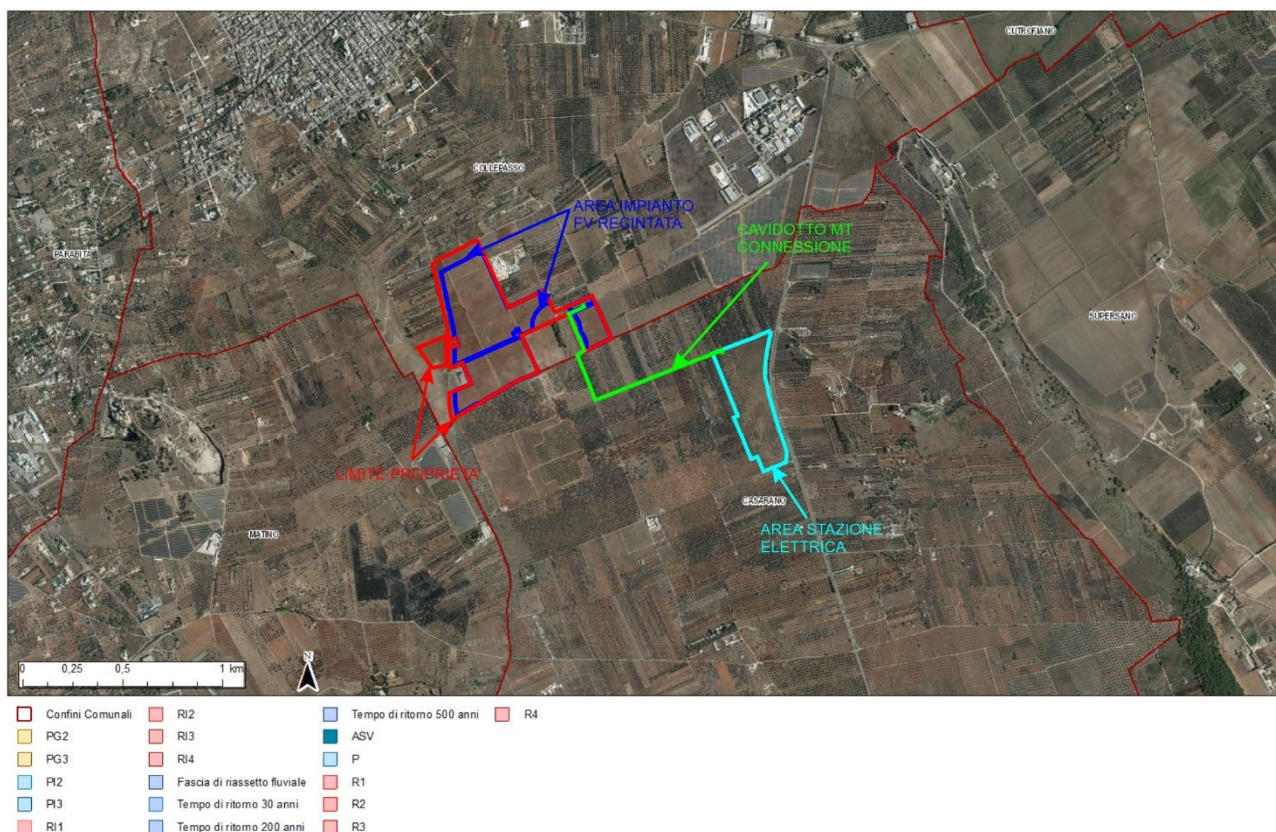 CUTROFIANO
COLLEPASSO
AREA IMPIANTO
FV RECINTATA
CAVIDOTTO MT
CONNESSIONE
PARABITA
SUPERSANO
LIMITE PROPRIETA
CASARANO
MATINO
AREA STAZIONE
ELETTRICA
0 0,25 0,5 1 km
N
Confini Comunali
PG2
PG3
PI2
PI3
RI1
RI2
RI3
RI4
Fascia di riassetto fluviale
Tempo di ritorno 30 anni
Tempo di ritorno 200 anni
Tempo di ritorno 500 anni
ASV
P
R1
R2
R3
R4